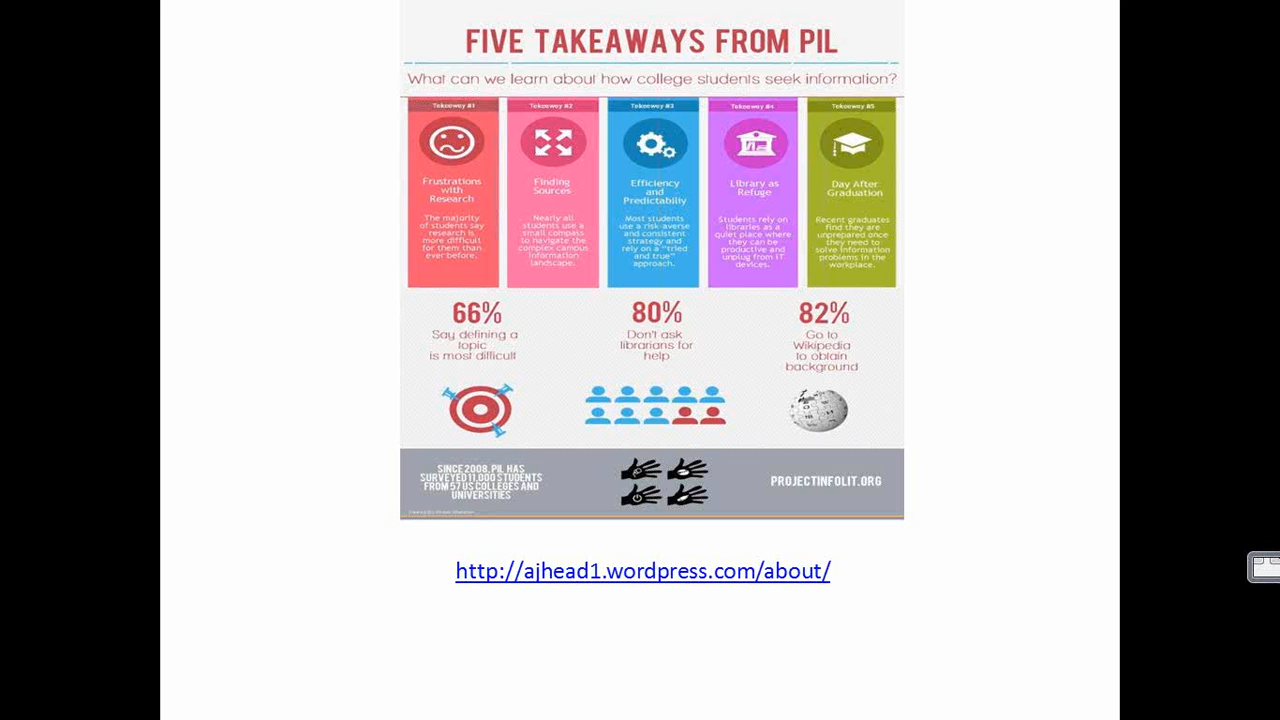 FIVE TAKEAWAYS FROM PIL
What can we learn about how college students seek information?
Takeaway #1
Frustrations
with
Research
The majority
of students say
research is
more difficult
for them than
ever before.
Takeaway #2
Finding
Sources
Nearly all
students use a
small compass
to navigate the
complex campus
information
landscape.
Takeaway #3
Efficiency
and
Predictability
Most students
use a risk-averse
and consistent
strategy and
rely on a "tried
and true"
approach.
Takeaway #4
Library as
Refuge
Students rely on
libraries as a
quiet place where
they can be
productive and
unplug from IT
devices.
Takeaway #5
Day After
Graduation
Recent graduates
find they are
unprepared once
they need to
solve information
problems in the
workplace.
66%
Say defining a
topic
is most difficult
80%
Don't ask
librarians for
help
82%
Go to
Wikipedia
to obtain
background
SINCE 2008, PIL HAS
SURVEYED 11,000 STUDENTS
FROM 57 US COLLEGES AND
UNIVERSITIES
PROJECTINFOLIT.ORG
http://ajhead1.wordpress.com/about/